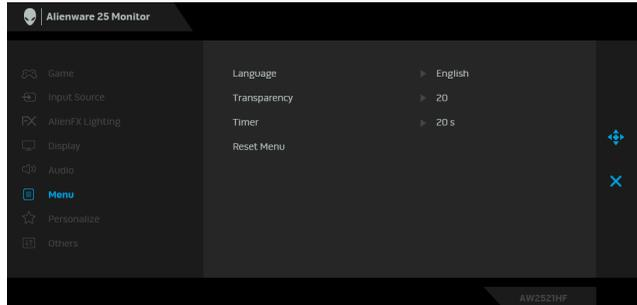 Alienware 25 Monitor
Game
Input Source
AlienFX Lighting
Display
Audio
Menu
Personalize
Others
Language English
Transparency 20
Timer 20 s
Reset Menu
AW2521HF